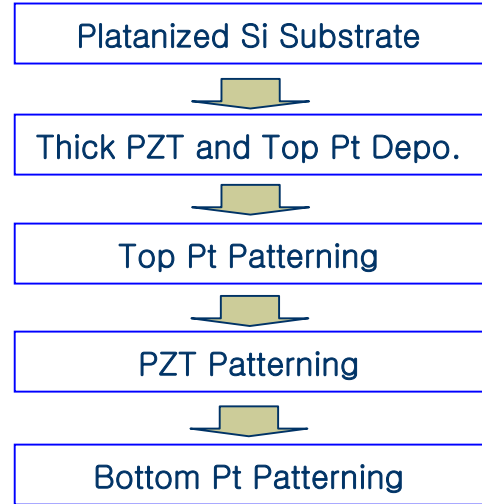 Platanized Si Substrate
Thick PZT and Top Pt Depo.
Top Pt Patterning
PZT Patterning
Bottom Pt Patterning